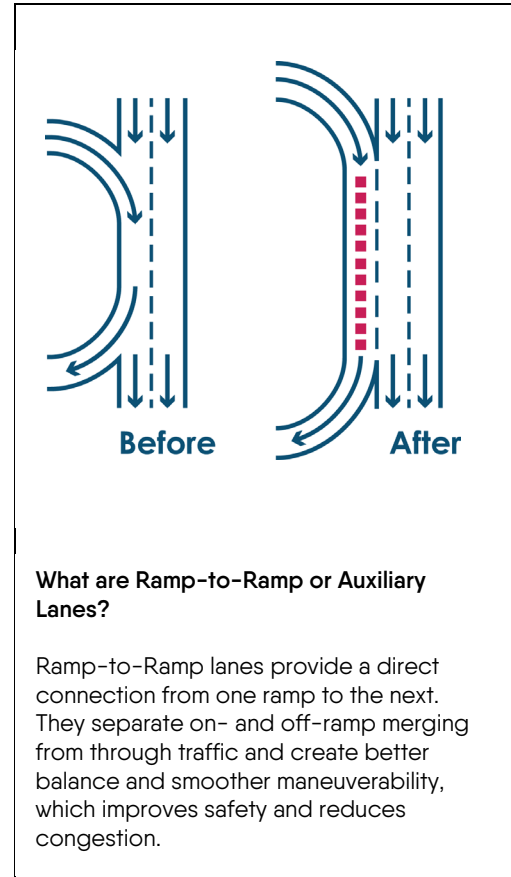 Before
After
What are Ramp-to-Ramp or Auxiliary
Lanes?
Ramp-to-Ramp lanes provide a direct
connection from one ramp to the next.
They separate on- and off-ramp merging
from through traffic and create better
balance and smoother maneuverability,
which improves safety and reduces
congestion.